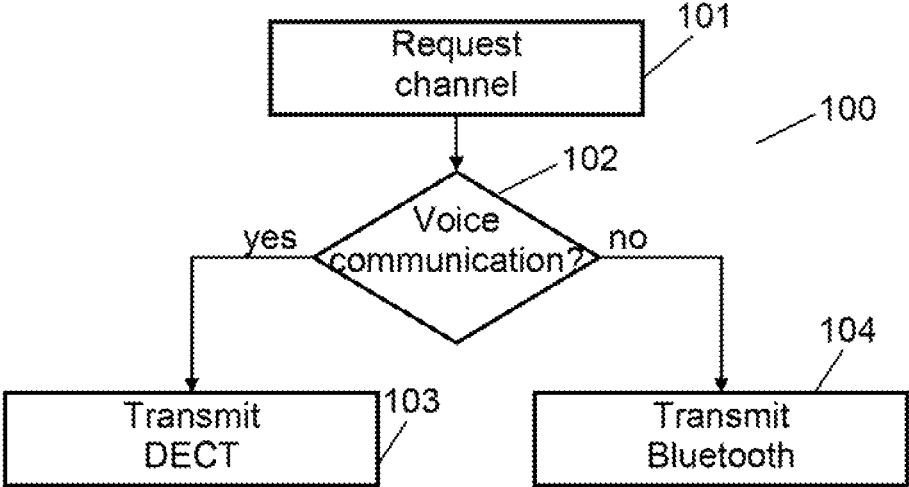 Request
channel
101
100
102
Voice
communication?
yes
no
Transmit
DECT
103
104
Transmit
Bluetooth